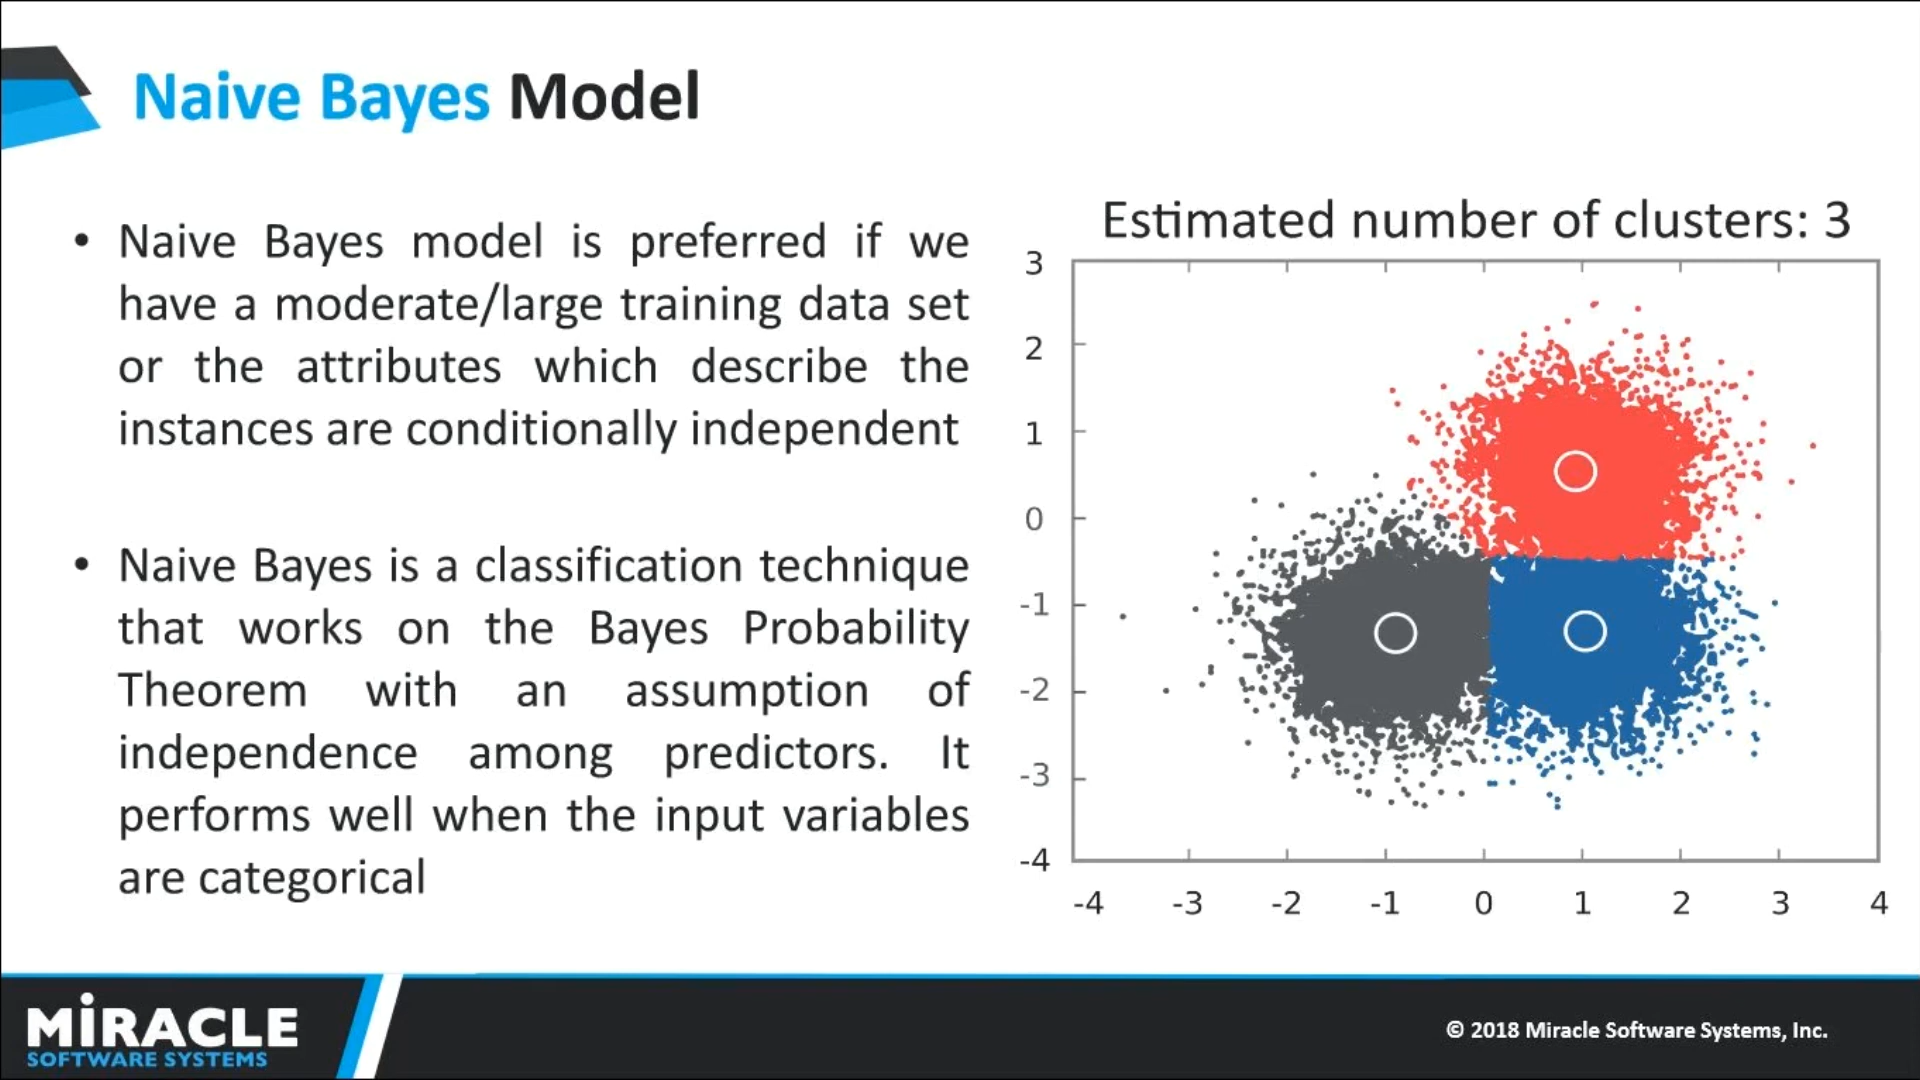 Naive Bayes Model
• Naive Bayes model is preferred if we
have a moderate/large training data set
or the attributes which describe the
instances are conditionally independent
• Naive Bayes is a classification technique
that works on the Bayes Probability
Theorem with an assumption of
independence among predictors. It
performs well when the input variables
are categorical
Estimated number of clusters: 3
3
2
1
0
-1
-2
-3
-4
-4 -3 -2 -1 0 1 2 3 4
MiRACLE
SOFTWARE SYSTEMS
© 2018 Miracle Software Systems, Inc.